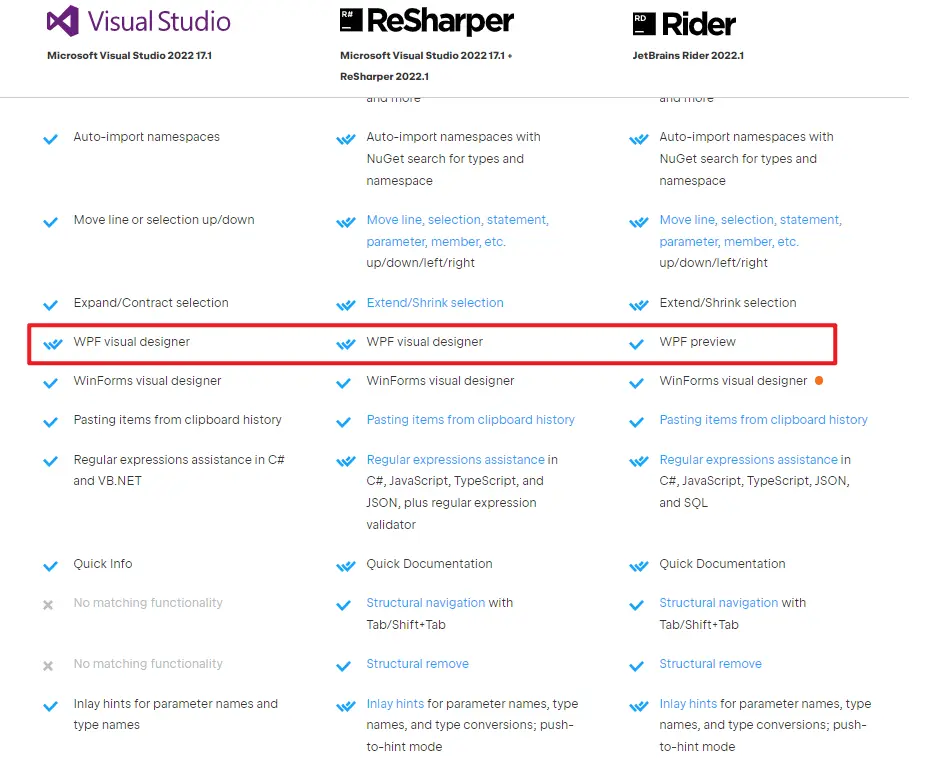 Visual Studio
R# ReSharper
RD Rider
Microsoft Visual Studio 2022 17.1
Microsoft Visual Studio 2022 17.1 +
ReSharper 2022.1
JetBrains Rider 2022.1
and more
and more
Auto-import namespaces
Auto-import namespaces with
NuGet search for types and
namespace
Auto-import namespaces with
NuGet search for types and
namespace
Move line or selection up/down
Move line, selection, statement,
parameter, member, etc.
up/down/left/right
Move line, selection, statement,
parameter, member, etc.
up/down/left/right
Expand/Contract selection
Extend/Shrink selection
Extend/Shrink selection
WPF visual designer
WPF visual designer
WPF preview
WinForms visual designer
WinForms visual designer
WinForms visual designer
Pasting items from clipboard history
Pasting items from clipboard history
Pasting items from clipboard history
Regular expressions assistance in C#
and VB.NET
Regular expressions assistance in
C#, JavaScript, TypeScript, and
JSON, plus regular expression
validator
Regular expressions assistance in
C#, JavaScript, TypeScript, JSON,
and SQL
Quick Info
Quick Documentation
Quick Documentation
No matching functionality
Structural navigation with
Tab/Shift+Tab
Structural navigation with
Tab/Shift+Tab
No matching functionality
Structural remove
Structural remove
Inlay hints for parameter names and
type names
Inlay hints for parameter names, type
names, and type conversions; push-
to-hint mode
Inlay hints for parameter names, type
names, and type conversions; push-
to-hint mode